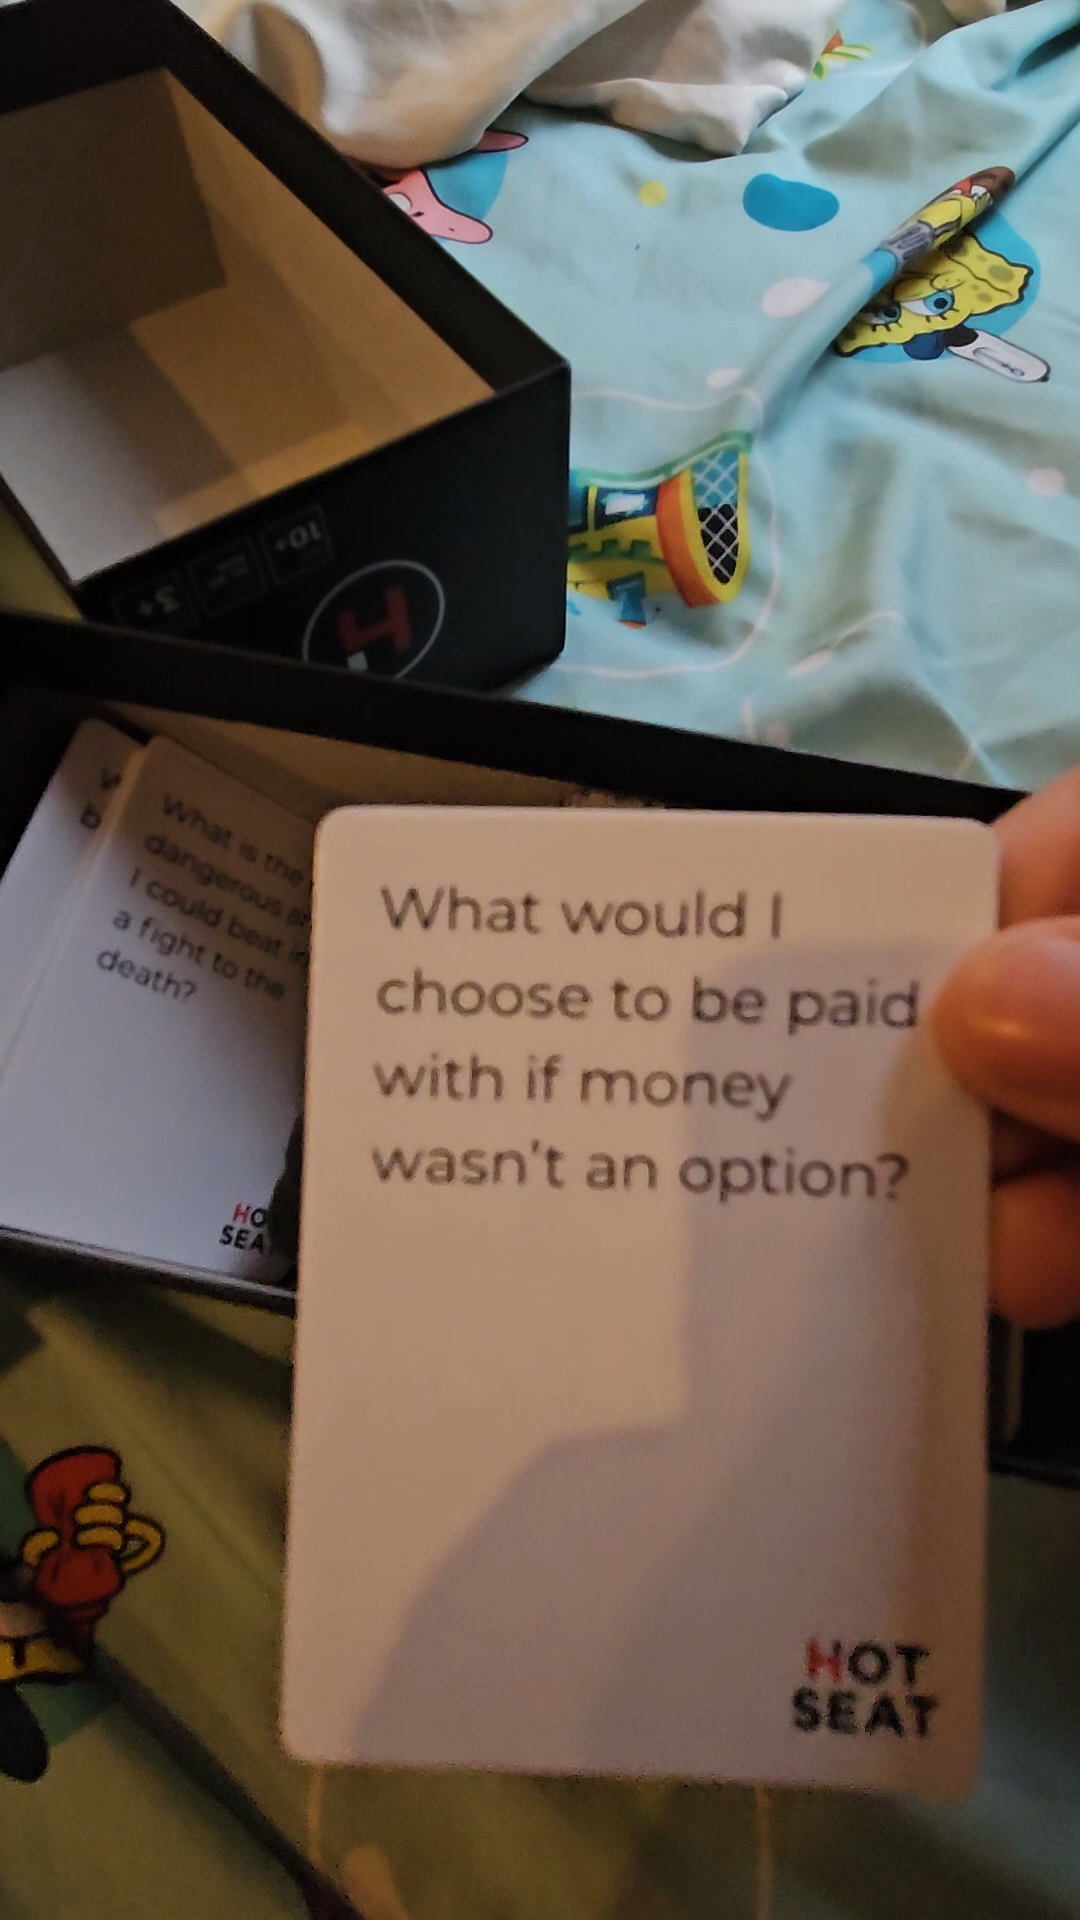 10+
3+
H
W
b
What is the
dangerous
I could beat
a fight to the
death?
HO
SEA
What would I
choose to be paid
with if money
wasn't an option?
HOT
SEAT